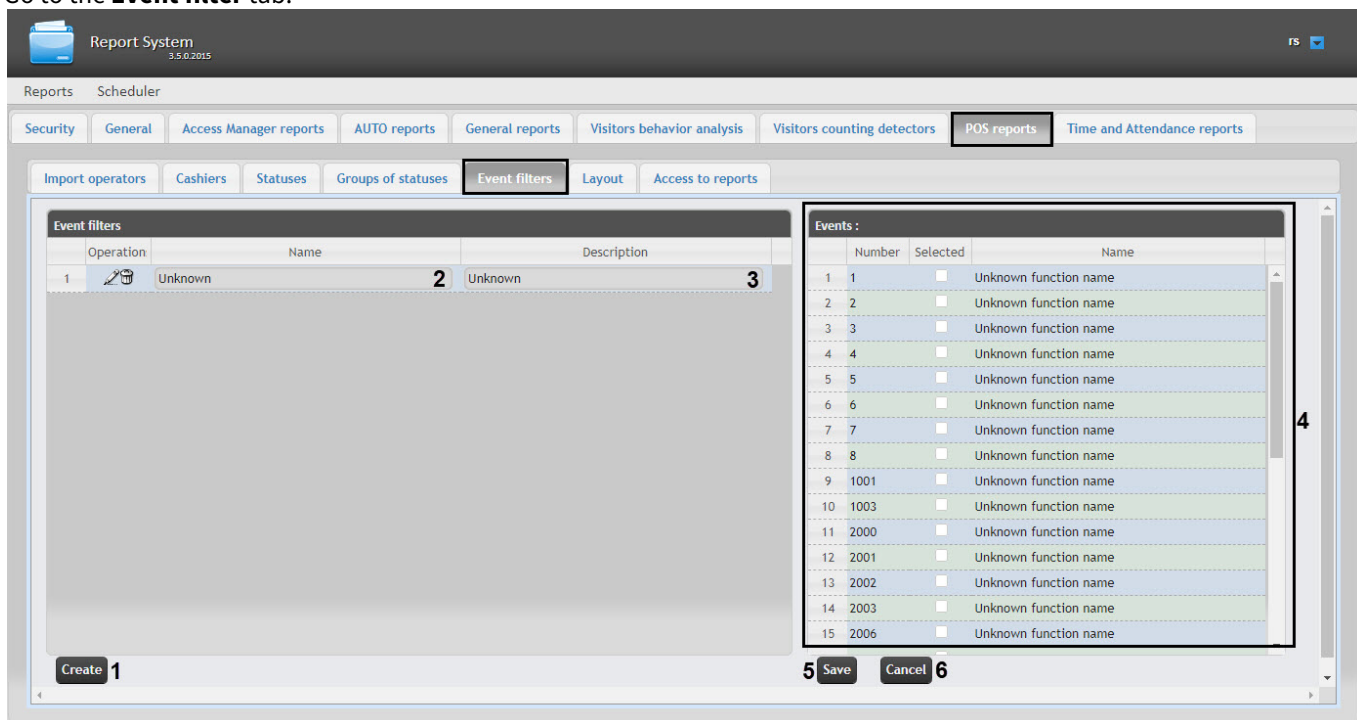 Go to the Event filter tab.
Report System
3.5.0.2015
rs
Reports Scheduler
Security General Access Manager reports AUTO reports General reports Visitors behavior analysis Visitors counting detectors POS reports Time and Attendance reports
Import operators Cashiers Statuses Groups of statuses Event filters Layout Access to reports
Event filters
Operation Name Description
1 Unknown 2 Unknown 3
Events :
Number Selected Name
1 1 Unknown function name
2 2 Unknown function name
3 3 Unknown function name
4 4 Unknown function name
5 5 Unknown function name
6 6 Unknown function name
7 7 Unknown function name
8 8 Unknown function name
9 1001 Unknown function name
10 1003 Unknown function name
11 2000 Unknown function name
12 2001 Unknown function name
13 2002 Unknown function name
14 2003 Unknown function name
15 2006 Unknown function name
4
Create 1
5 Save Cancel 6